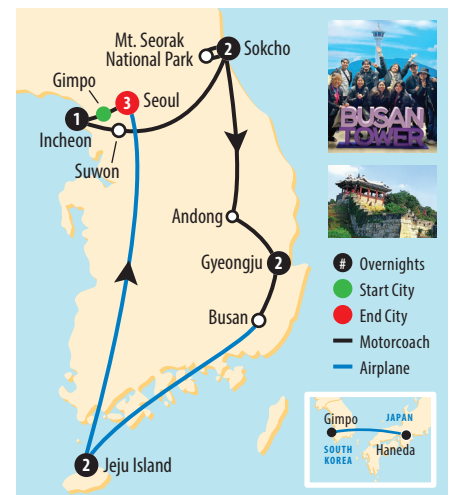 Mt. Seorak
National Park
2
Sokcho
Gimpo
3
Seoul
1
Incheon
Suwon
Andong
Gyeongju
2
Busan
2
Jeju Island
BUSAN
TOWER
# Overnights
Start City
End City
Motorcoach
Airplane
Gimpo
JAPAN
SOUTH
KOREA
Haneda